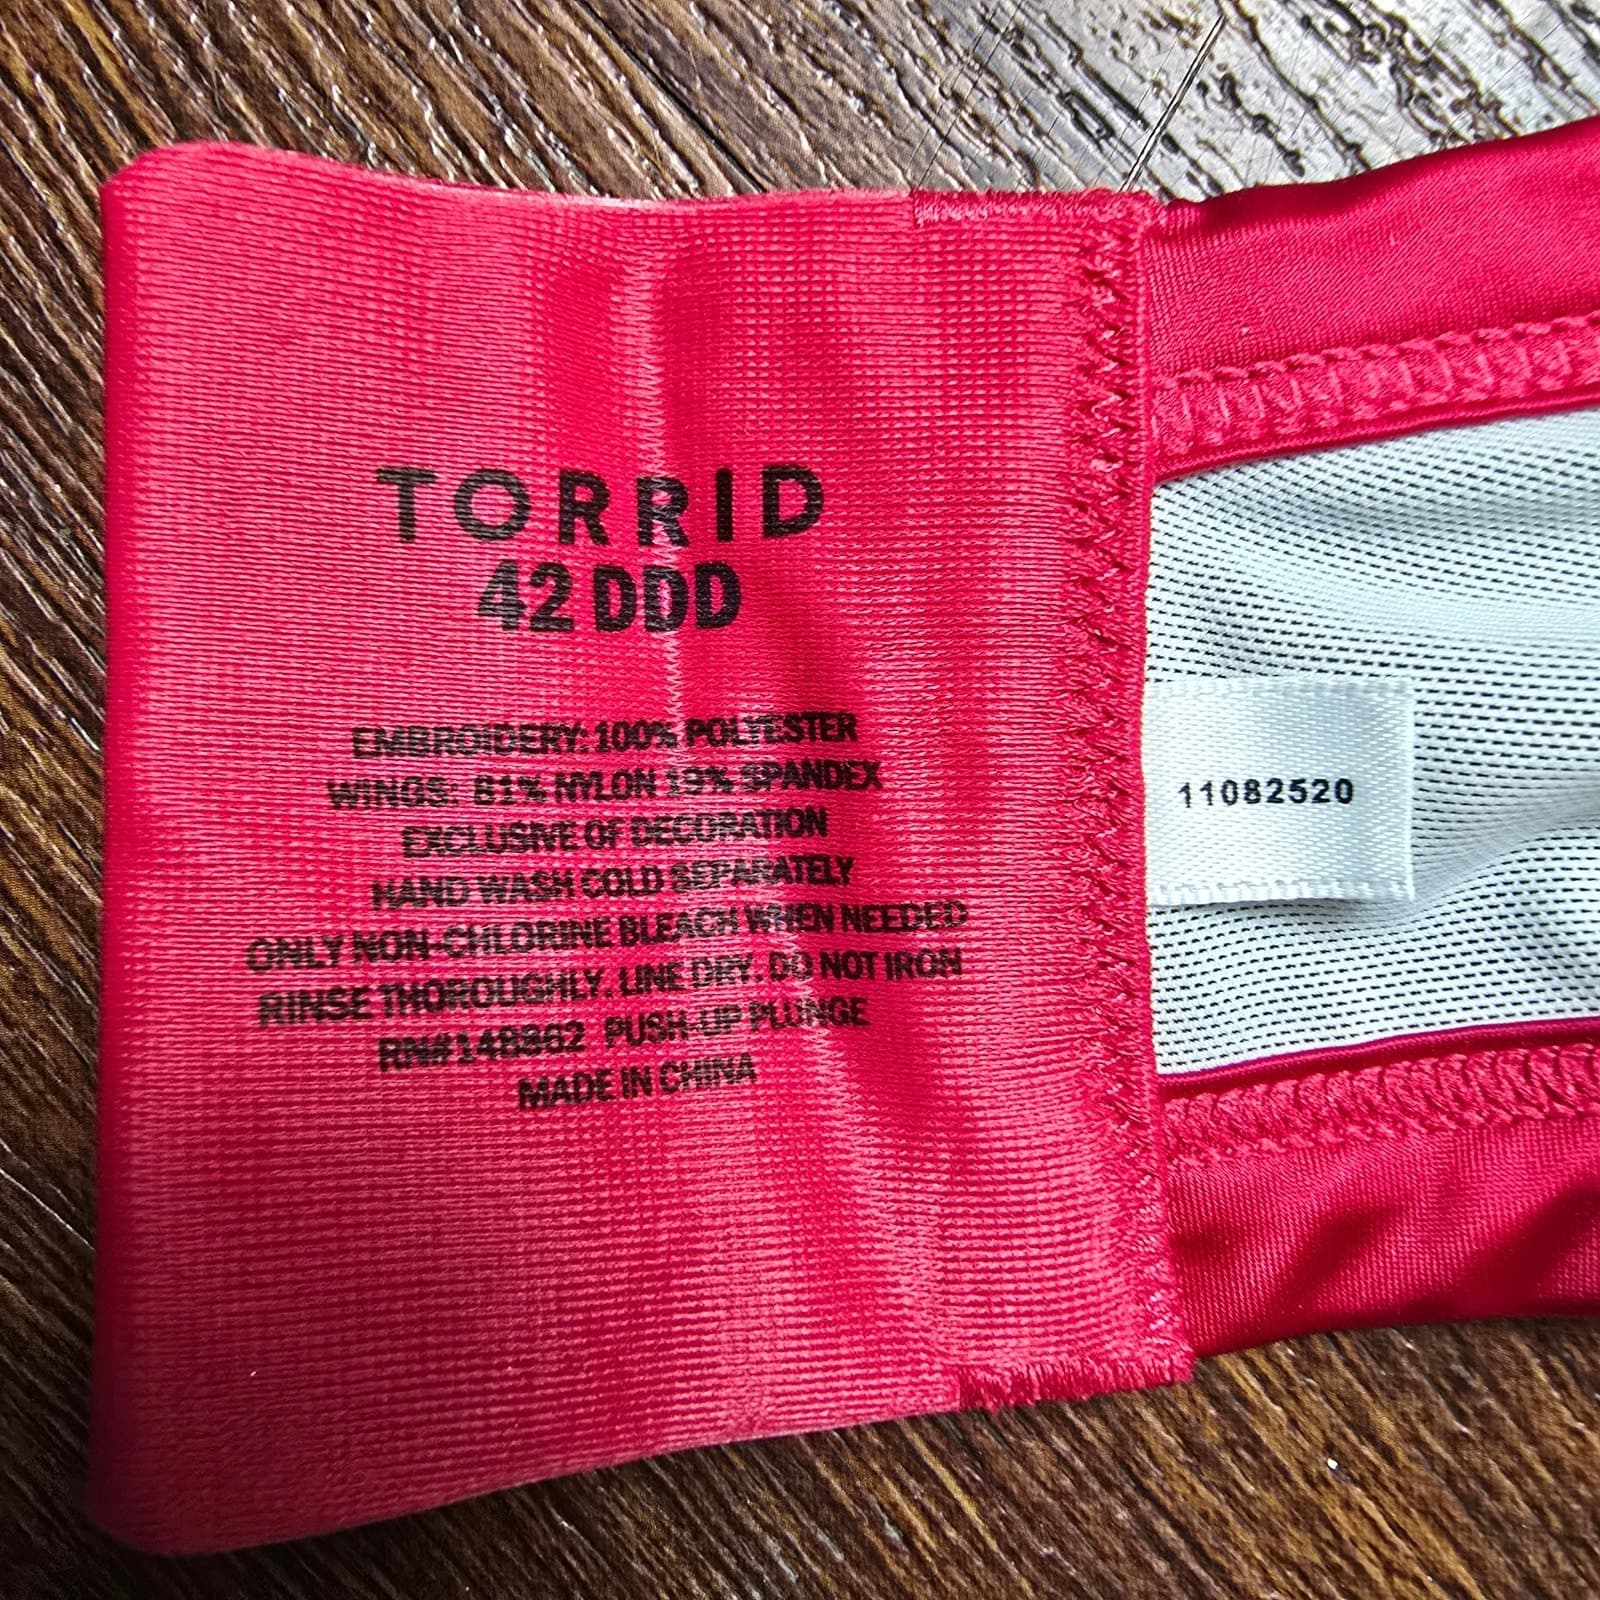 TORRID
42 DDD
EMBROIDERY: 100% POLYESTER
WINGS: 81% NYLON 19% SPANDEX
EXCLUSIVE OF DECORATION
HAND WASH COLD SEPARATELY
ONLY NON-CHLORINE BLEACH WHEN NEEDED
RINSE THOROUGHLY. LINE DRY. DO NOT IRON
RN#148862 PUSH-UP PLUNGE
MADE IN CHINA
11082520